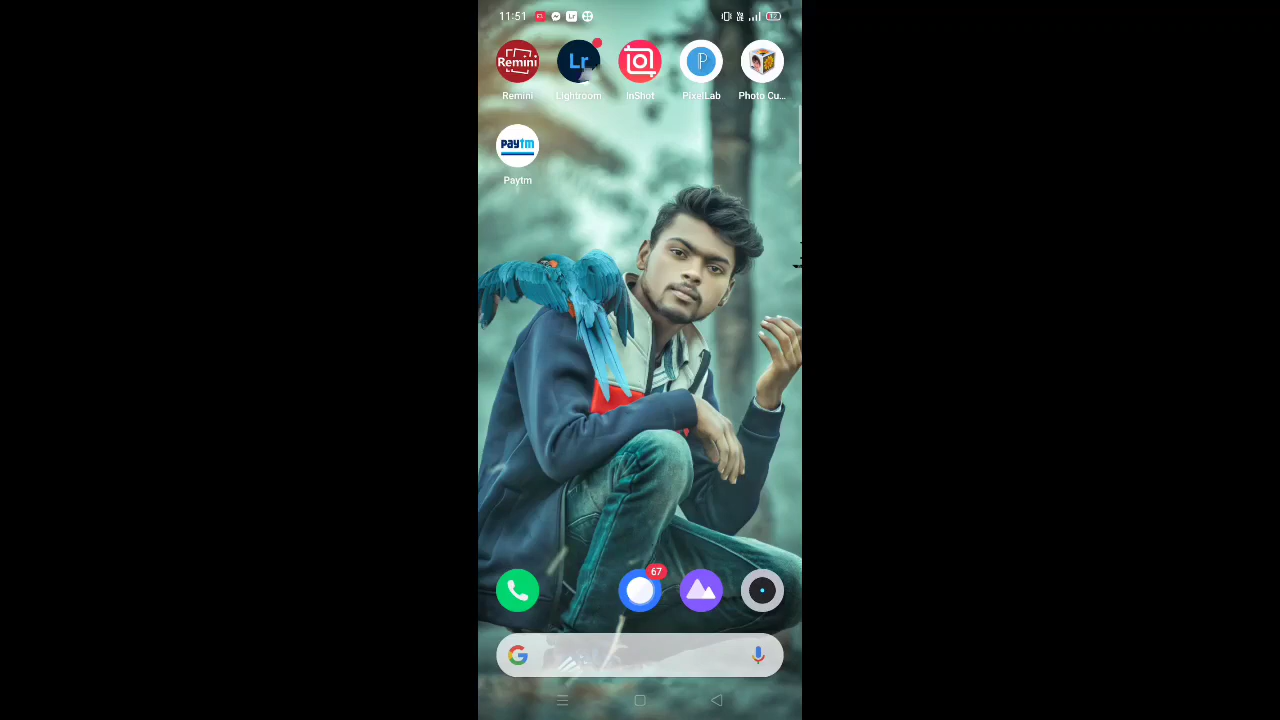 11:51
Remini
Lr
Remini
Lightroom
InShot
PixelLab
Photo Cu...
Paytm
Paytm
67